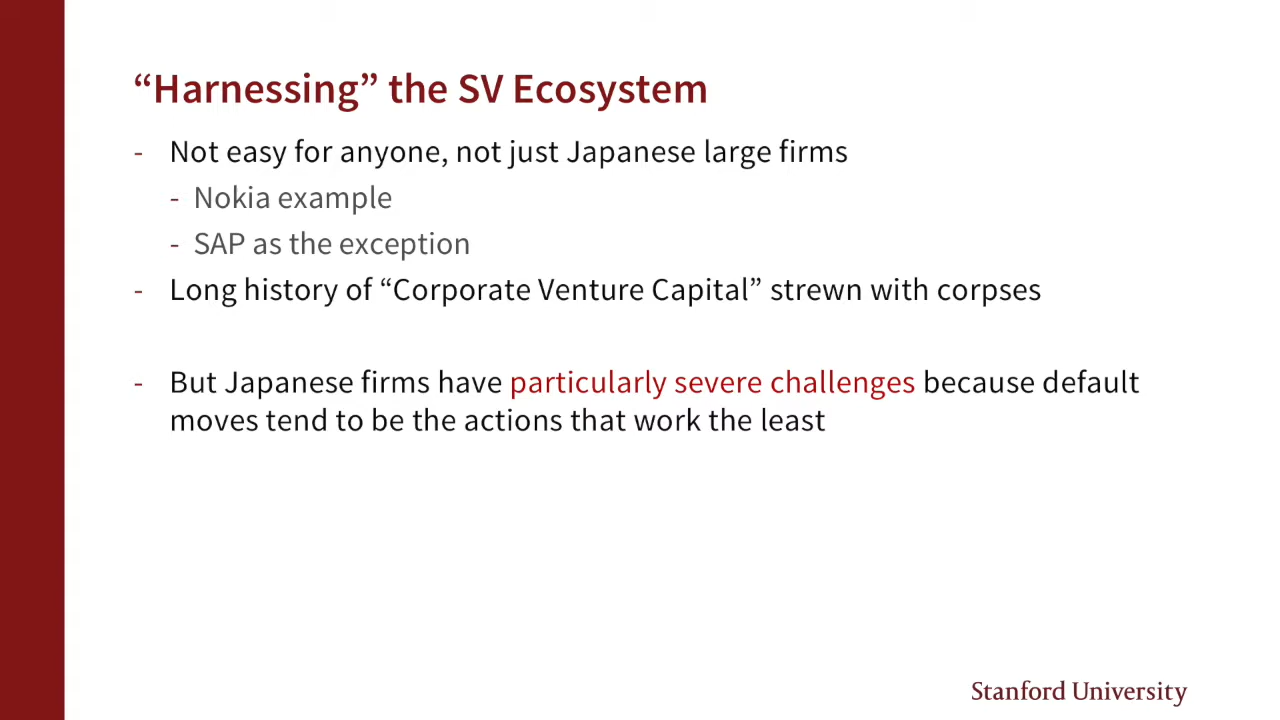 “Harnessing” the SV Ecosystem
- Not easy for anyone, not just Japanese large firms
- Nokia example
- SAP as the exception
- Long history of “Corporate Venture Capital” strewn with corpses
- But Japanese firms have particularly severe challenges because default
moves tend to be the actions that work the least
Stanford University